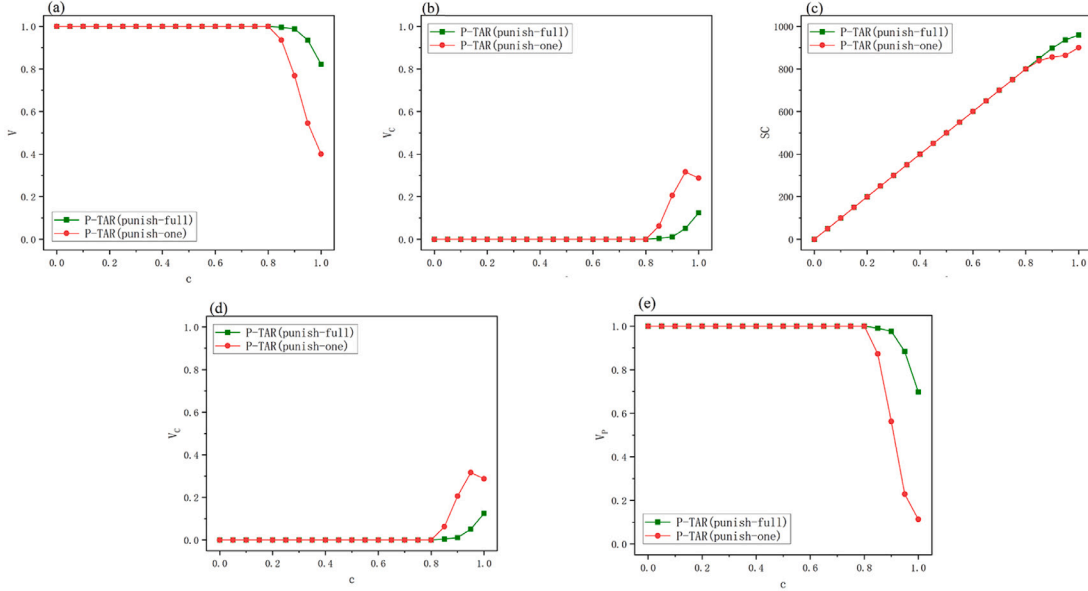 (a)
1.0
0.8
0.6
0.4
0.2
0.0
V
P-TAR(punish-full)
P-TAR(punish-one)
0.0 0.2 0.4 0.6 0.8 1.0
c
(b)
1.0
0.8
0.6
0.4
0.2
0.0
V_C
P-TAR(punish-full)
P-TAR(punish-one)
0.0 0.2 0.4 0.6 0.8 1.0
(c)
1000
800
600
400
200
0
SC
P-TAR(punish-full)
P-TAR(punish-one)
0.0 0.2 0.4 0.6 0.8 1.0
(d)
1.0
0.8
0.6
0.4
0.2
0.0
V_C
P-TAR(punish-full)
P-TAR(punish-one)
0.0 0.2 0.4 0.6 0.8 1.0
c
(e)
1.0
0.8
0.6
0.4
0.2
0.0
V_P
P-TAR(punish-full)
P-TAR(punish-one)
0.0 0.2 0.4 0.6 0.8 1.0
c